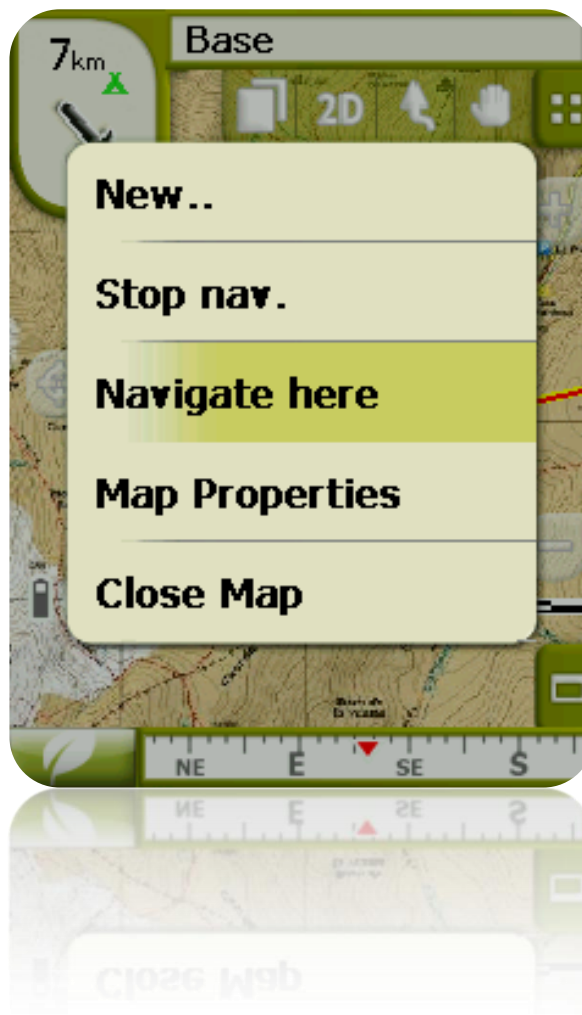 7km
Base
2D
New..
Stop nav.
Navigate here
Map Properties
Close Map
NE E SE S